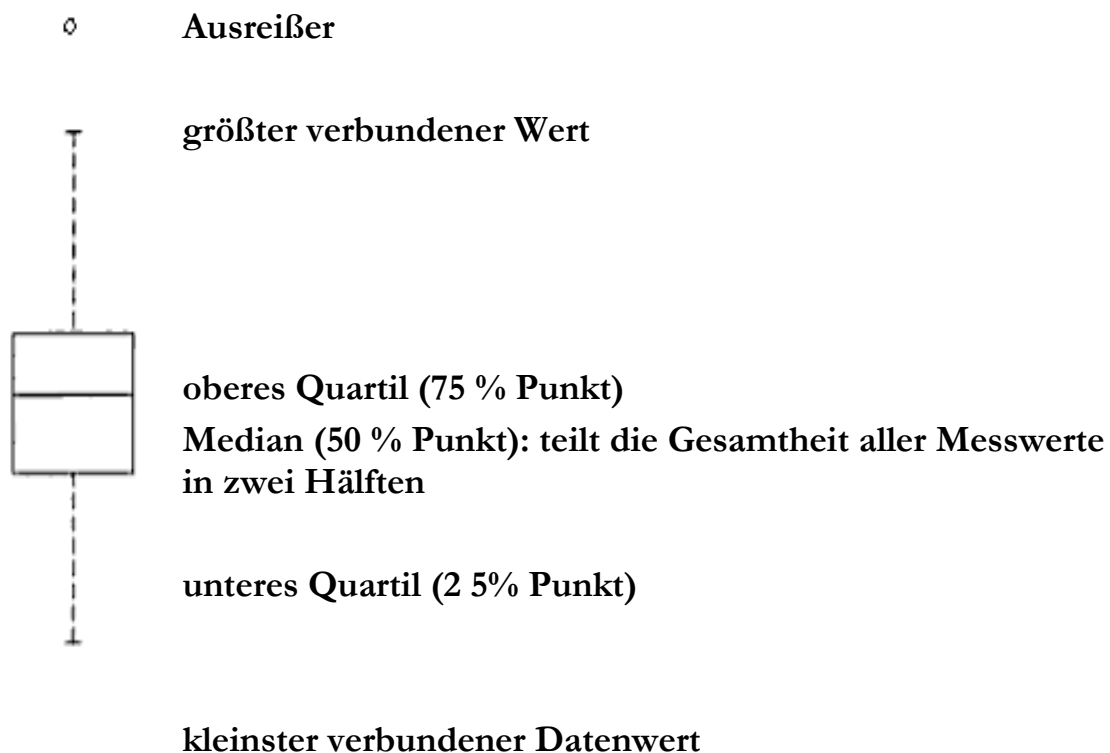 Ausreißer
größter verbundener Wert
oberes Quartil (75 % Punkt)
Median (50 % Punkt): teilt die Gesamtheit aller Messwerte
in zwei Hälften
unteres Quartil (2 5% Punkt)
kleinster verbundener Datenwert